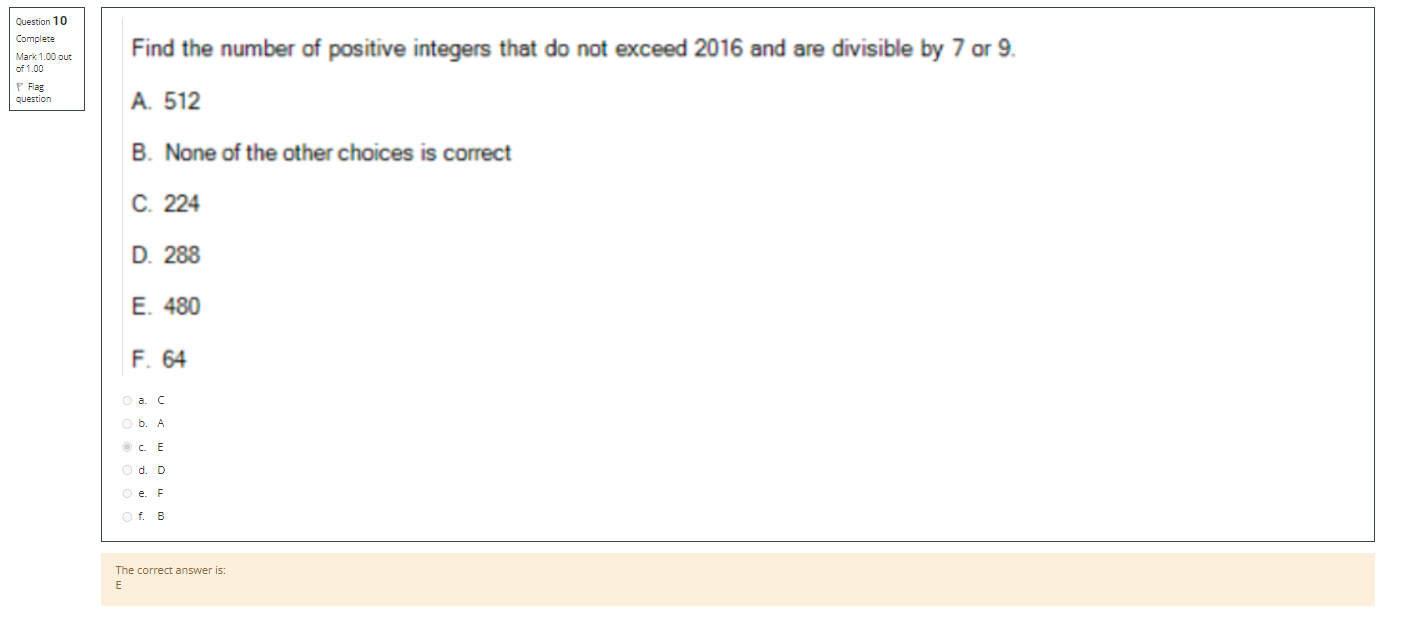 Question 10
Complete
Mark 1.00 out
of 1.00
Flag
question
Find the number of positive integers that do not exceed 2016 and are divisible by 7 or 9.
A. 512
B. None of the other choices is correct
C. 224
D. 288
E. 480
F. 64
a. C
b. A
c. E
d. D
e. F
f. B
The correct answer is:
E